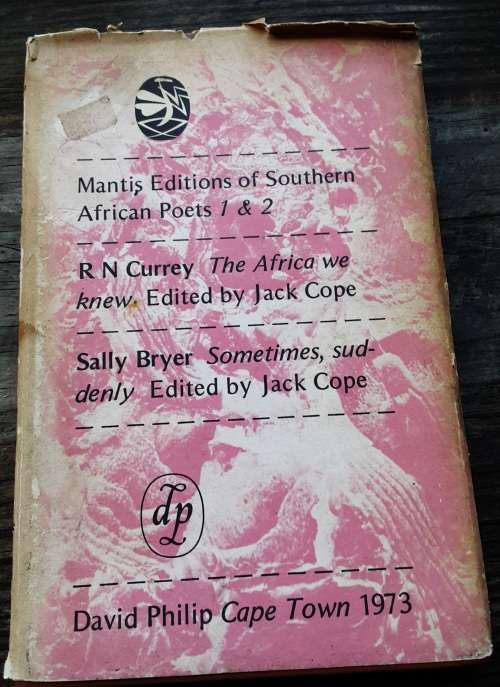 Mantis Editions of Southern
African Poets 1 & 2
R N Currey The Africa we
knew. Edited by Jack Cope
Sally Bryer Sometimes, sud-
denly Edited by Jack Cope
dp
David Philip Cape Town 1973